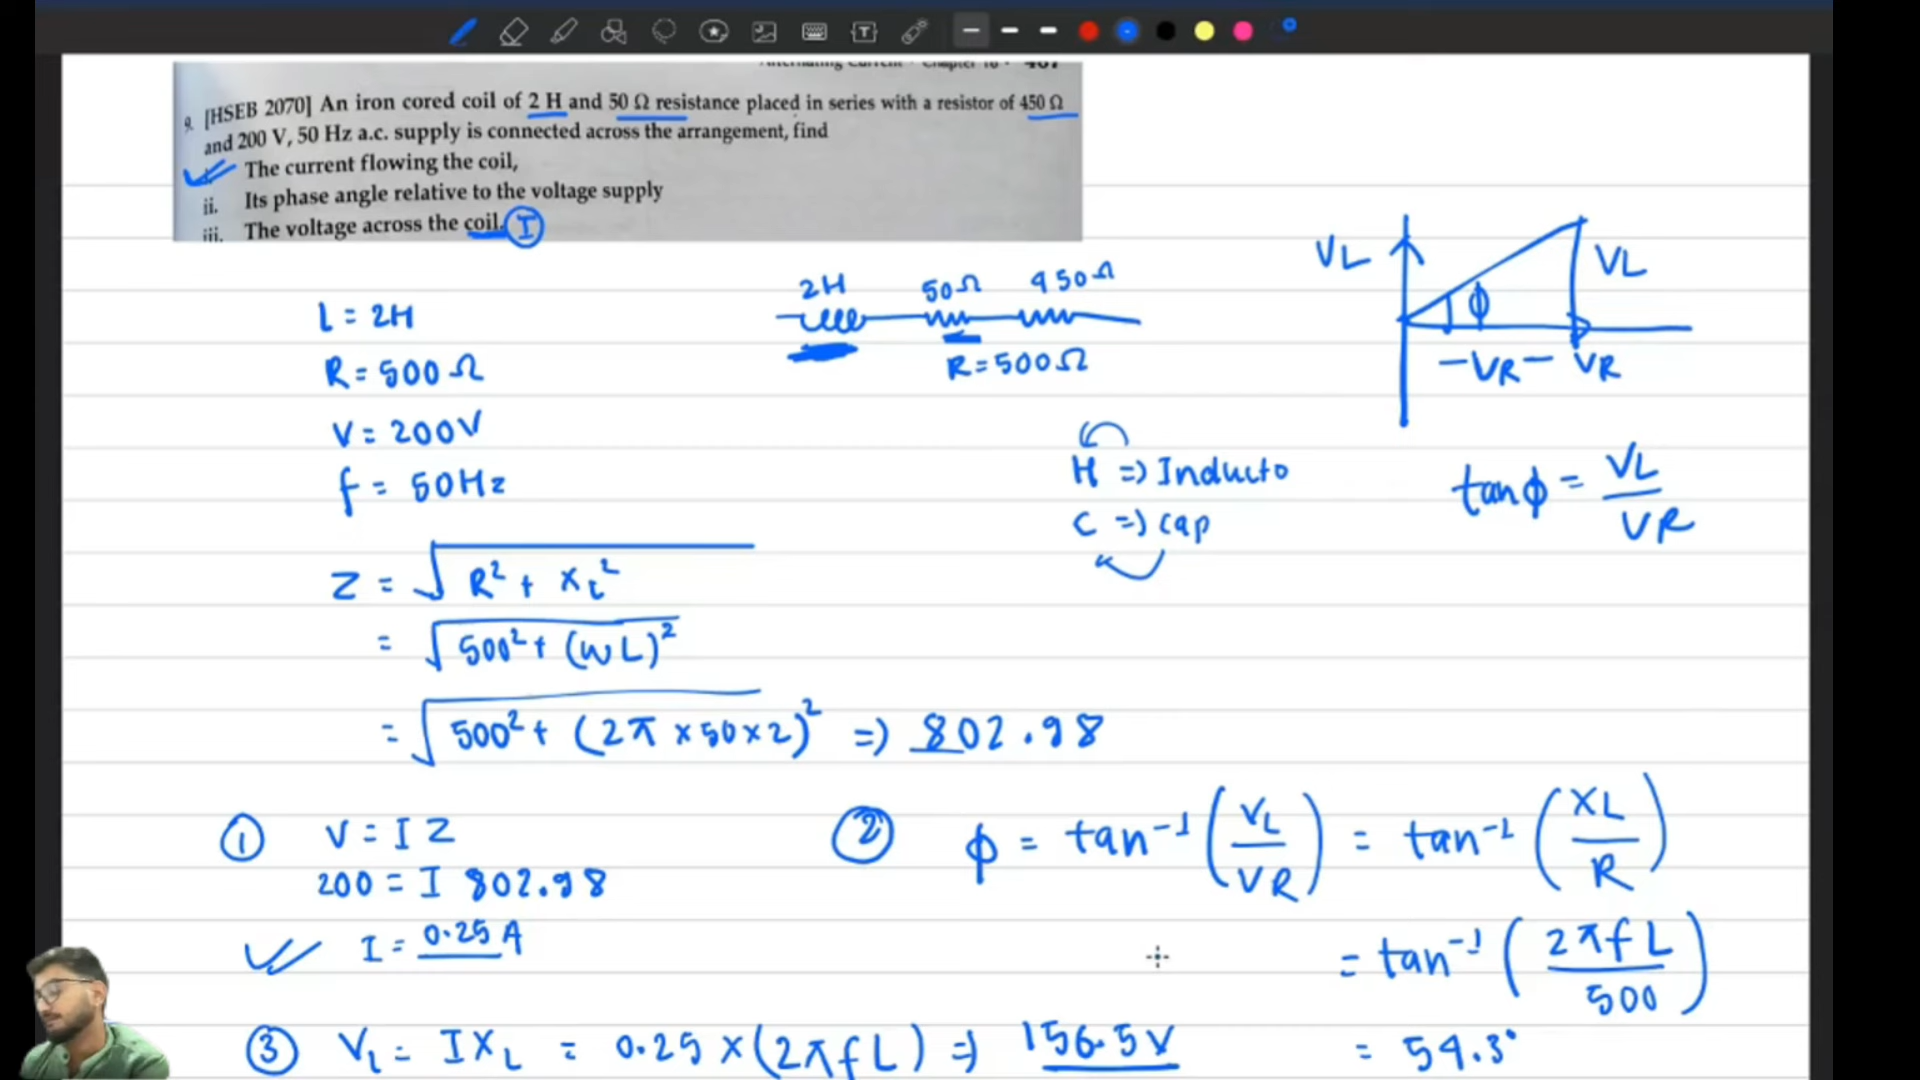 9. [HSEB 2070] An iron cored coil of 2 H and 50 Ω resistance placed in series with a resistor of 450 Ω
and 200 V, 50 Hz a.c. supply is connected across the arrangement, find
The current flowing the coil,
ii. Its phase angle relative to the voltage supply
iii. The voltage across the coil. I
2H 50Ω 450Ω
R = 500Ω
VL VL
ϕ
-VR- VR
L = 2H
R = 500 Ω
V = 200V
f = 50Hz
H => Inducto
C => cap
tanϕ = VL/VR
Z = √(R² + XL²)
= √(500² + (WL)²)
= √(500² + (2π × 50 × 2)²) => 802.98
① V = I Z
200 = I 802.98
I = 0.25 A
② ϕ = tan⁻¹ (VL/VR) = tan⁻¹ (XL/R)
= tan⁻¹ (2πfL/500)
= 54.3°
③ VL = IXL = 0.25 × (2πfL) => 156.5V